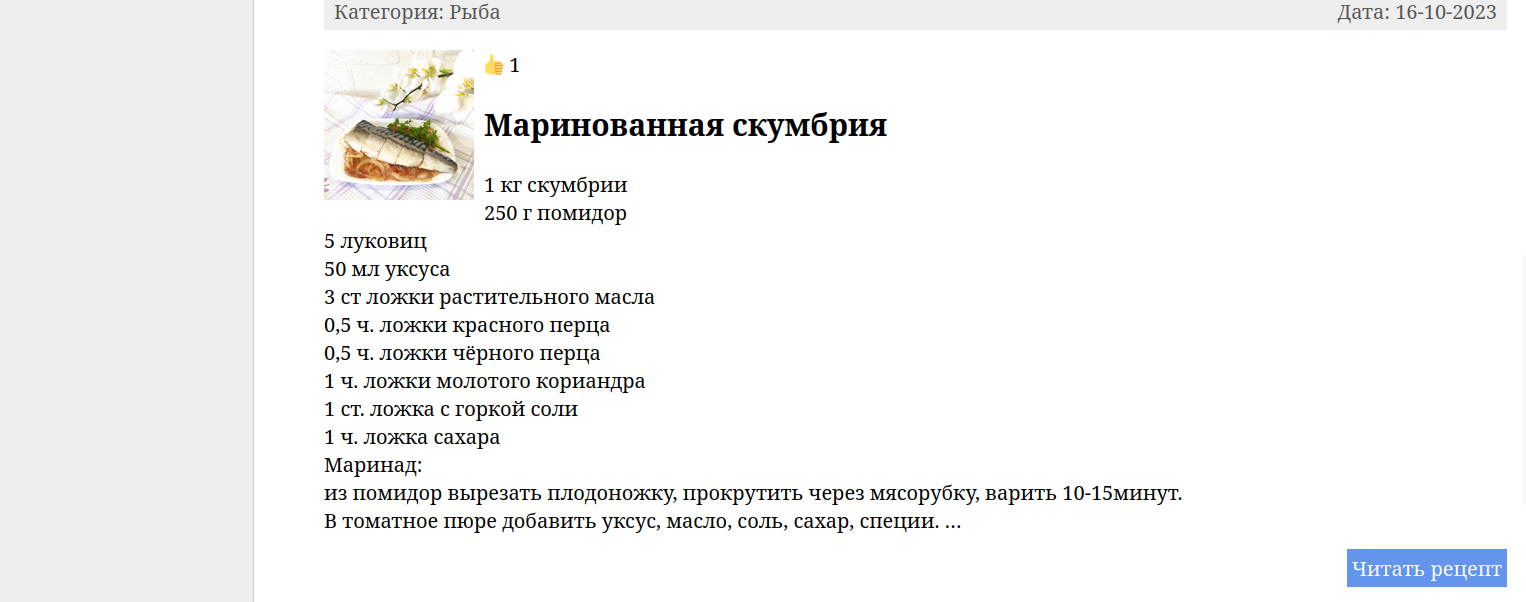 Категория: Рыба Дата: 16-10-2023
1
Маринованная скумбрия
1 кг скумбрии
250 г помидор
5 луковиц
50 мл уксуса
3 ст ложки растительного масла
0,5 ч. ложки красного перца
0,5 ч. ложки чёрного перца
1 ч. ложки молотого кориандра
1 ст. ложка с горкой соли
1 ч. ложка сахара
Маринад:
из помидор вырезать плодоножку, прокрутить через мясорубку, варить 10-15минут.
В томатное пюре добавить уксус, масло, соль, сахар, специи. ...
Читать рецепт